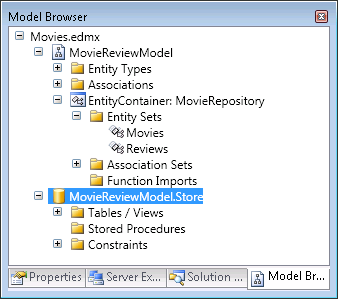 Model Browser
Movies.edmx
MovieReviewModel
Entity Types
Associations
EntityContainer: MovieRepository
Entity Sets
Movies
Reviews
Association Sets
Function Imports
MovieReviewModel.Store
Tables / Views
Stored Procedures
Constraints
Properties Server Ex... Solution ... Model Br...